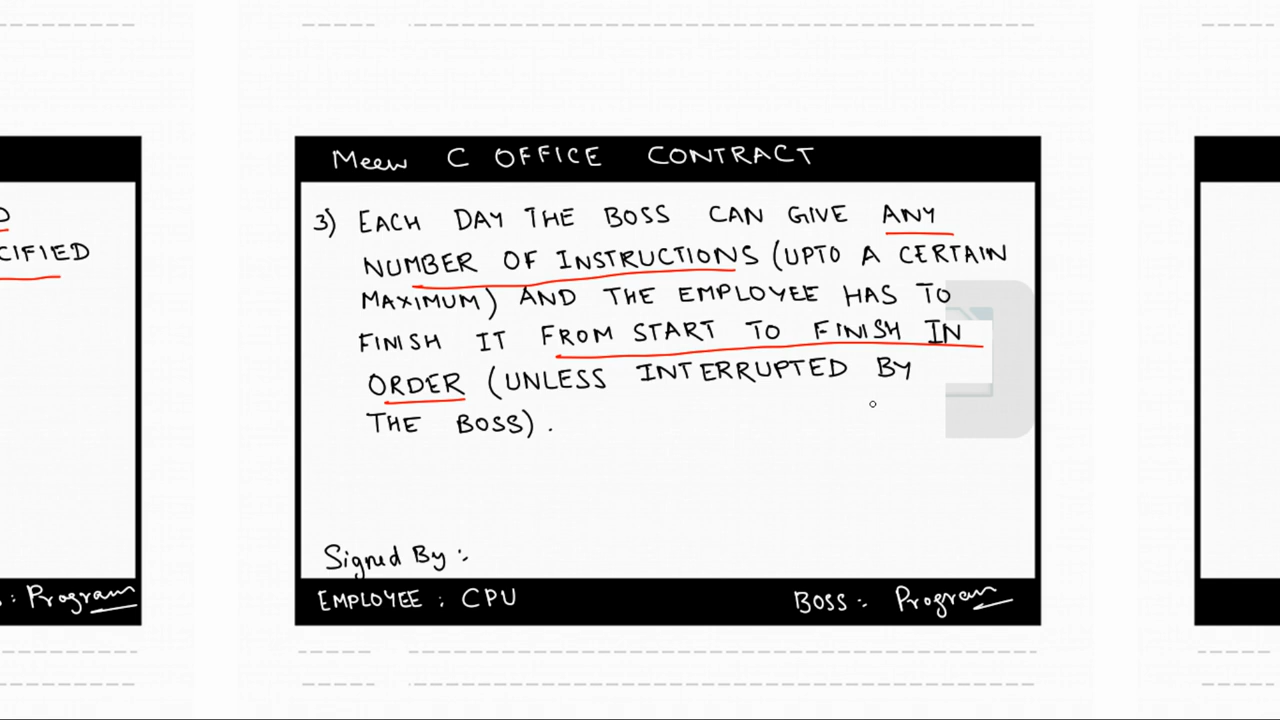 Meew C OFFICE CONTRACT
D
CIFIED
3) EACH DAY THE BOSS CAN GIVE ANY
NUMBER OF INSTRUCTIONS (UPTO A CERTAIN
MAXIMUM) AND THE EMPLOYEE HAS TO
FINISH IT FROM START TO FINISH IN
ORDER (UNLESS INTERRUPTED BY
THE BOSS).
Signed By :
: Program
EMPLOYEE : CPU BOSS : Program